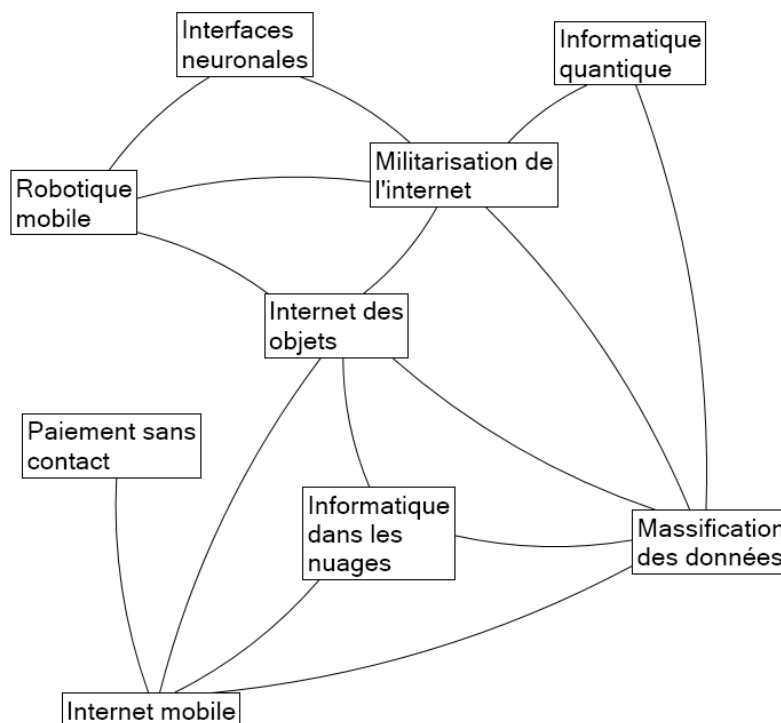 Interfaces
neuronales
Informatique
quantique
Militarisation de
l'internet
Robotique
mobile
Internet des
objets
Paiement sans
contact
Informatique
dans les
nuages
Massification
des données
Internet mobile